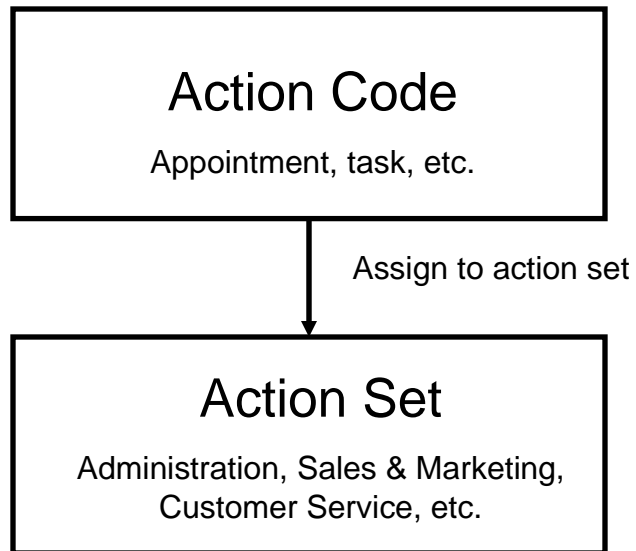 Action Code
Appointment, task, etc.
Assign to action set
Action Set
Administration, Sales & Marketing,
Customer Service, etc.